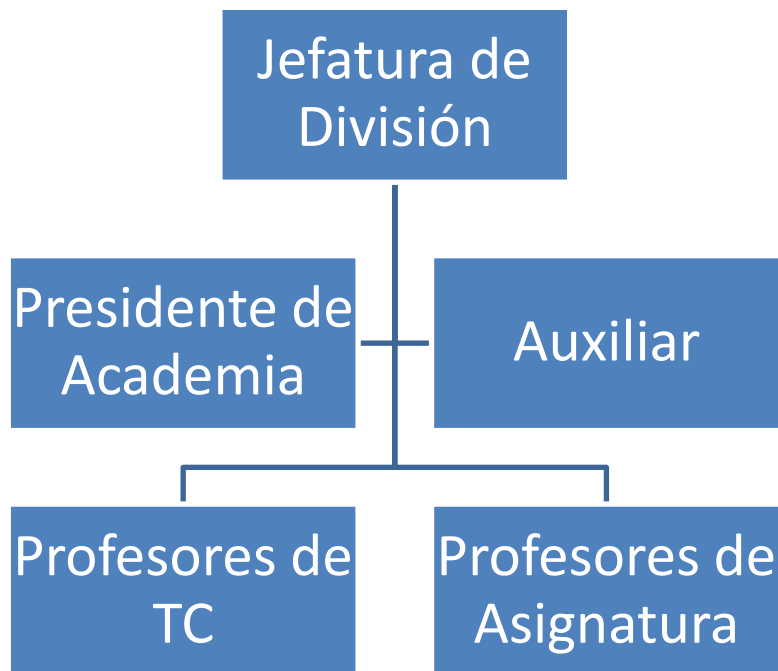 Jefatura de
División
Presidente de
Academia
Auxiliar
Profesores de
TC
Profesores de
Asignatura